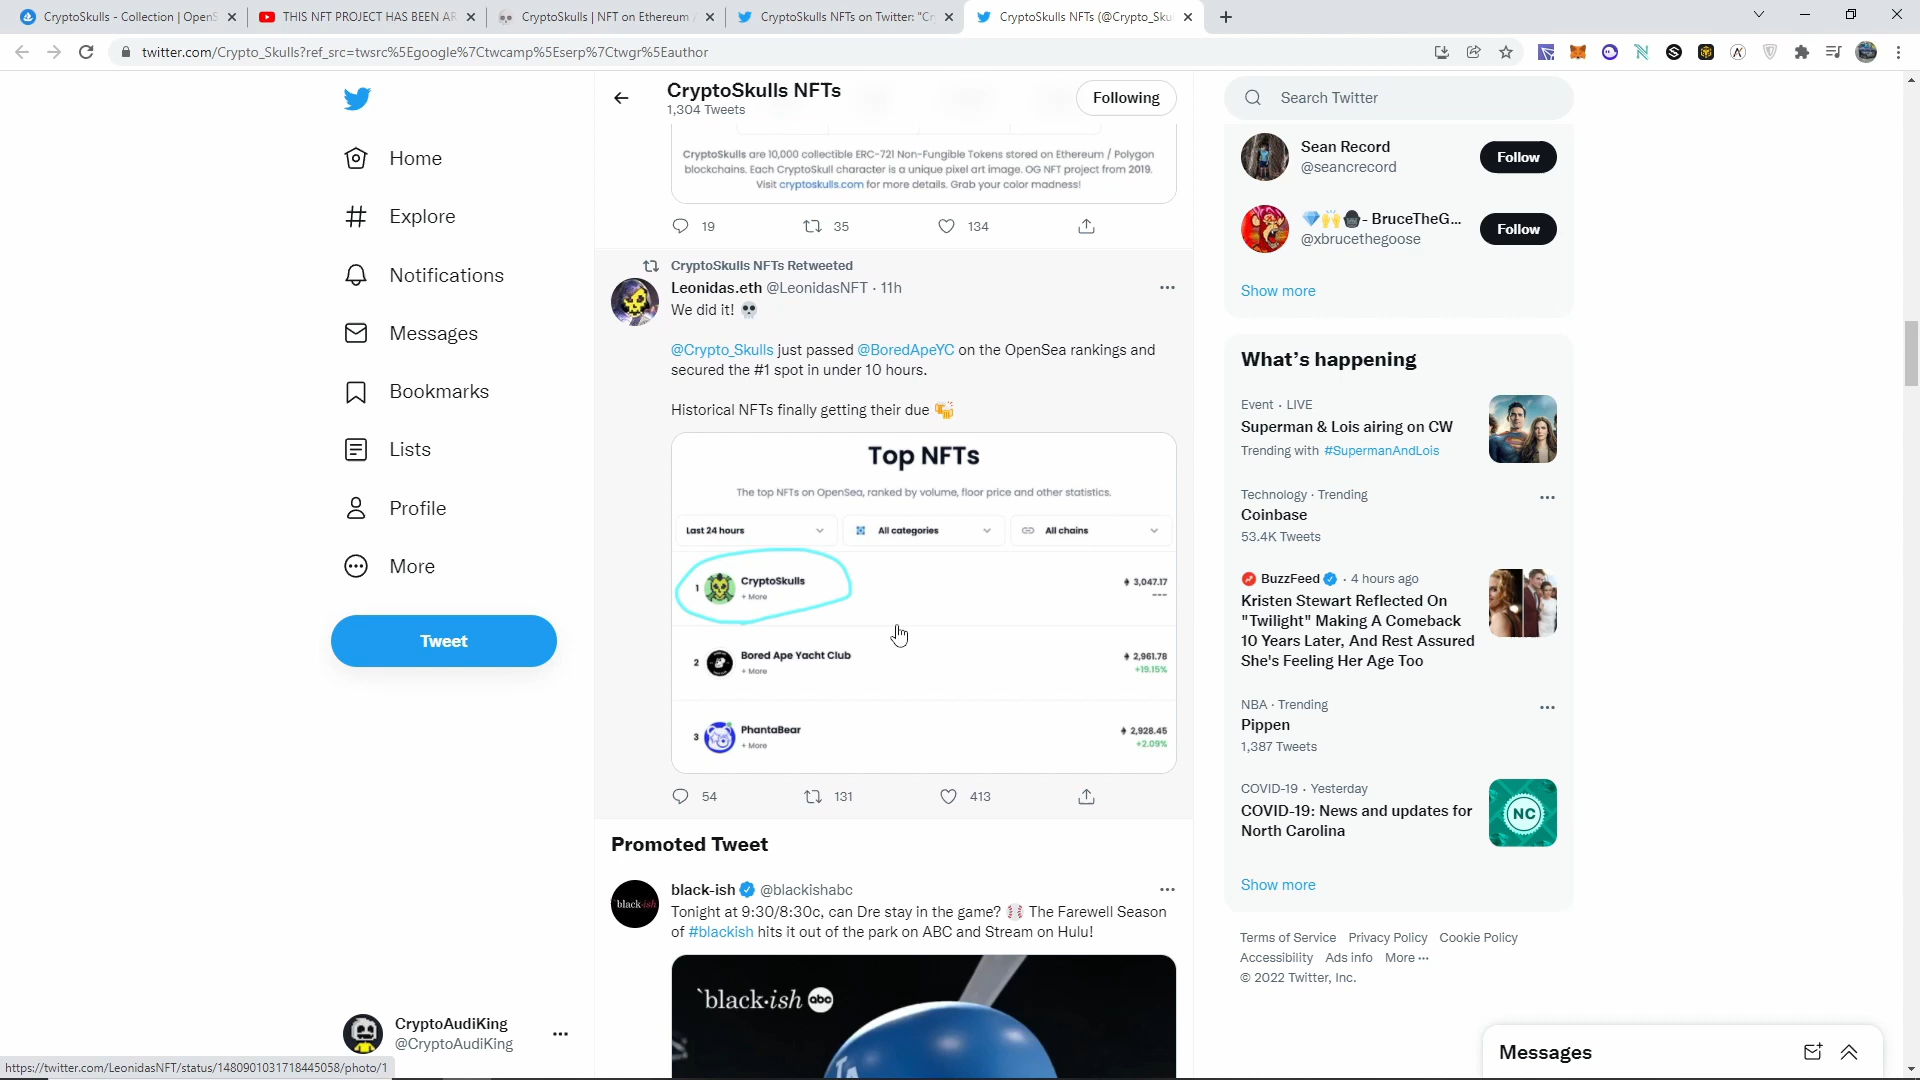 CryptoSkulls - Collection | OpenS
THIS NFT PROJECT HAS BEEN AR
CryptoSkulls | NFT on Ethereum
CryptoSkulls NFTs on Twitter: "Cr
CryptoSkulls NFTs (@Crypto_Sku
twitter.com/Crypto_Skulls?ref_src=twsrc%5Egoogle%7Ctwcamp%5Eserp%7Ctwgr%5Eauthor
Home
Explore
Notifications
Messages
Bookmarks
Lists
Profile
More
Tweet
CryptoAudiKing
@CryptoAudiKing
https://twitter.com/LeonidasNFT/status/1480901031718445058/photo/1
CryptoSkulls NFTs
1,304 Tweets
Following
CryptoSkulls are 10,000 collectible ERC-721 Non-Fungible Tokens stored on Ethereum / Polygon
blockchains. Each CryptoSkull character is a unique pixel art image. OG NFT project from 2019.
Visit cryptoskulls.com for more details. Grab your color madness!
19 35 134
CryptoSkulls NFTs Retweeted
Leonidas.eth @LeonidasNFT · 11h
We did it! 💀
@Crypto_Skulls just passed @BoredApeYC on the OpenSea rankings and
secured the #1 spot in under 10 hours.
Historical NFTs finally getting their due 🍻
Top NFTs
The top NFTs on OpenSea, ranked by volume, floor price and other statistics.
Last 24 hours All categories All chains
1 CryptoSkulls 3,047.17
+ More ---
2 Bored Ape Yacht Club 2,961.78
+ More +19.15%
3 PhantaBear 2,928.45
+ More +2.09%
54 131 413
Promoted Tweet
black-ish @blackishabc
Tonight at 9:30/8:30c, can Dre stay in the game? ⚾ The Farewell Season
of #blackish hits it out of the park on ABC and Stream on Hulu!
`black-ish abc
Search Twitter
Sean Record
@seancrecord
Follow
💎🙌- BruceTheG...
@xbrucethegoose
Follow
Show more
What's happening
Event · LIVE
Superman & Lois airing on CW
Trending with #SupermanAndLois
Technology · Trending
Coinbase
53.4K Tweets
BuzzFeed · 4 hours ago
Kristen Stewart Reflected On
"Twilight" Making A Comeback
10 Years Later, And Rest Assured
She's Feeling Her Age Too
NBA · Trending
Pippen
1,387 Tweets
COVID-19 · Yesterday
COVID-19: News and updates for
North Carolina
NC
Show more
Terms of Service Privacy Policy Cookie Policy
Accessibility Ads info More ···
© 2022 Twitter, Inc.
Messages